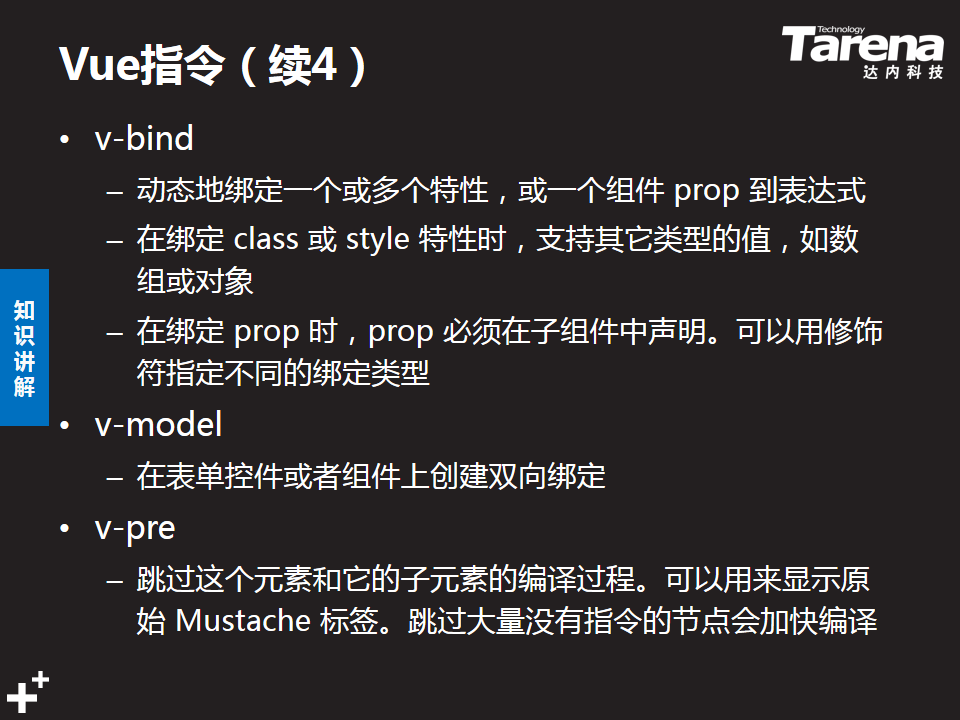 Vue指令（续4）
Technology
Tarena
达内科技
• v-bind
– 动态地绑定一个或多个特性，或一个组件 prop 到表达式
– 在绑定 class 或 style 特性时，支持其它类型的值，如数
组或对象
– 在绑定 prop 时，prop 必须在子组件中声明。可以用修饰
符指定不同的绑定类型
• v-model
– 在表单控件或者组件上创建双向绑定
• v-pre
– 跳过这个元素和它的子元素的编译过程。可以用来显示原
始 Mustache 标签。跳过大量没有指令的节点会加快编译
知
识
讲
解